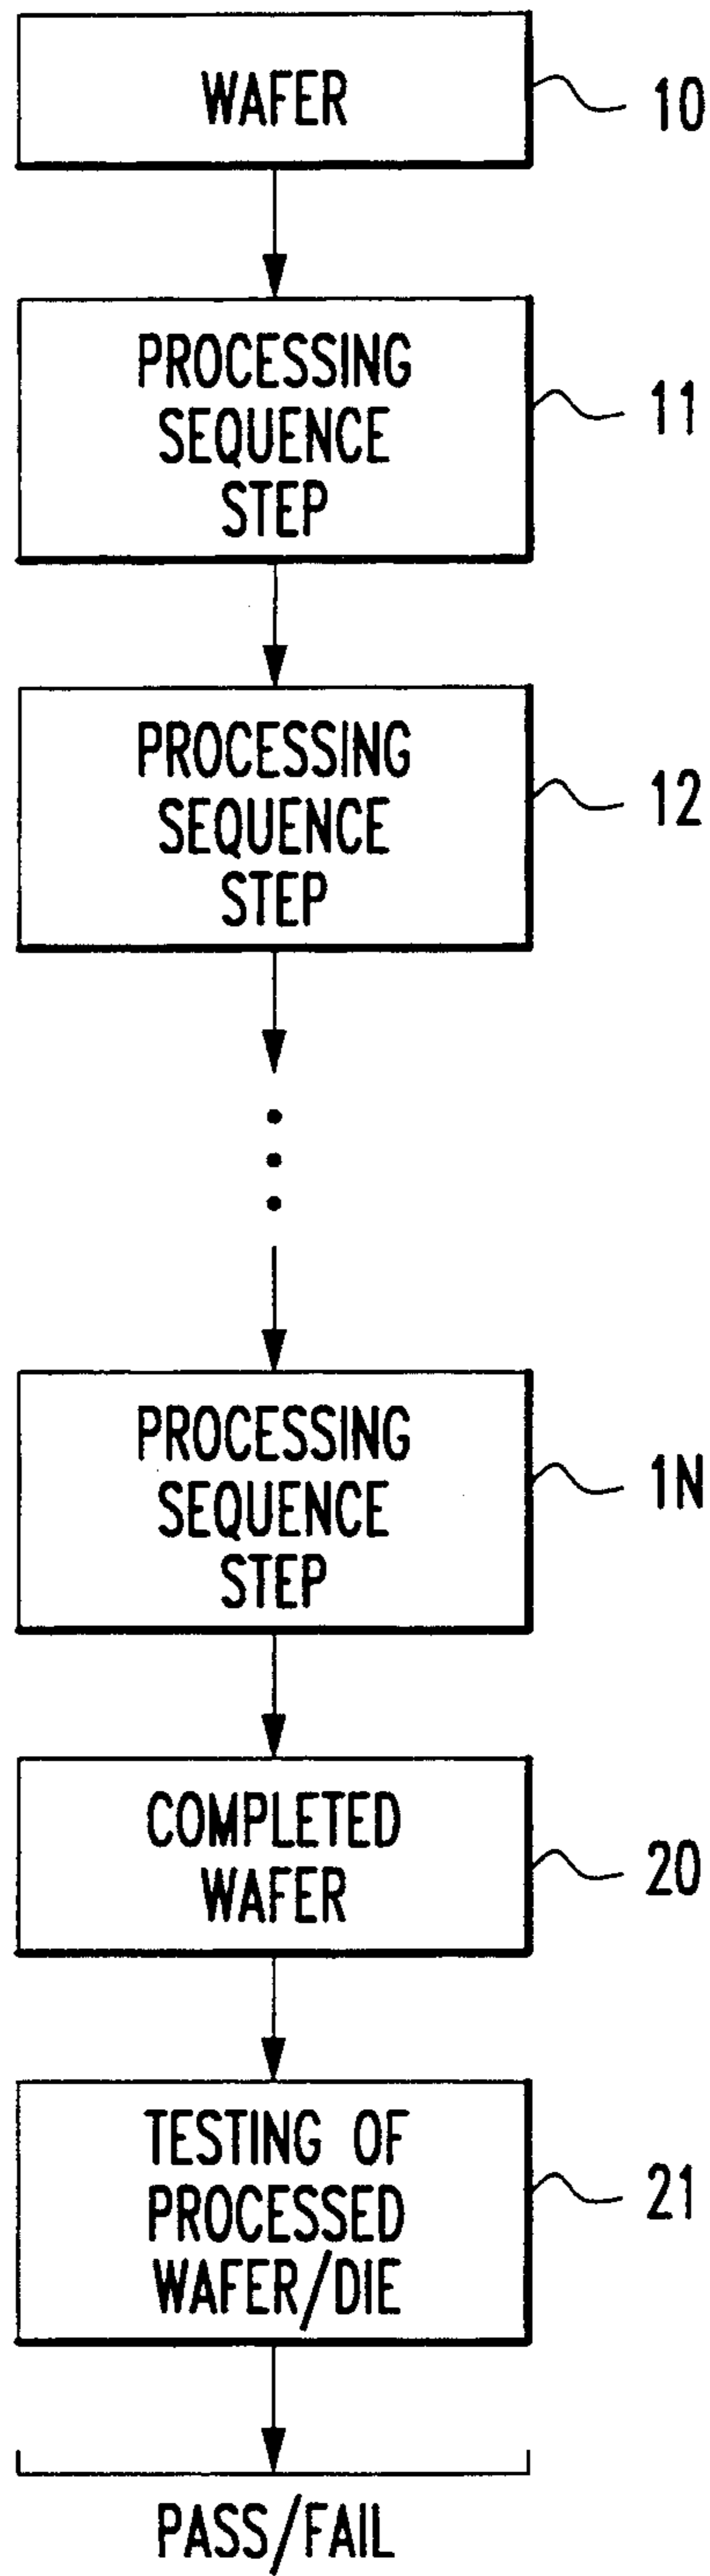 WAFER
10
PROCESSING
SEQUENCE
STEP
11
PROCESSING
SEQUENCE
STEP
12
PROCESSING
SEQUENCE
STEP
1N
COMPLETED
WAFER
20
TESTING OF
PROCESSED
WAFER/DIE
21
PASS/FAIL